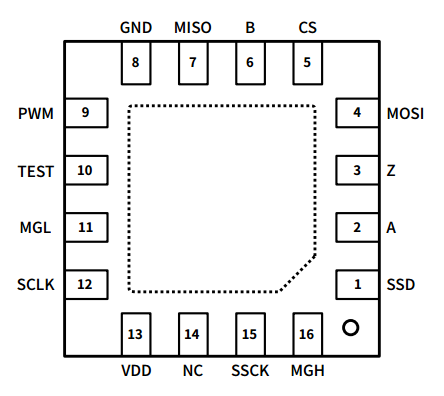 GND MISO B CS
8 7 6 5
PWM 9 4 MOSI
TEST 10 3 Z
MGL 11 2 A
SCLK 12 1 SSD
13 14 15 16
VDD NC SSCK MGH